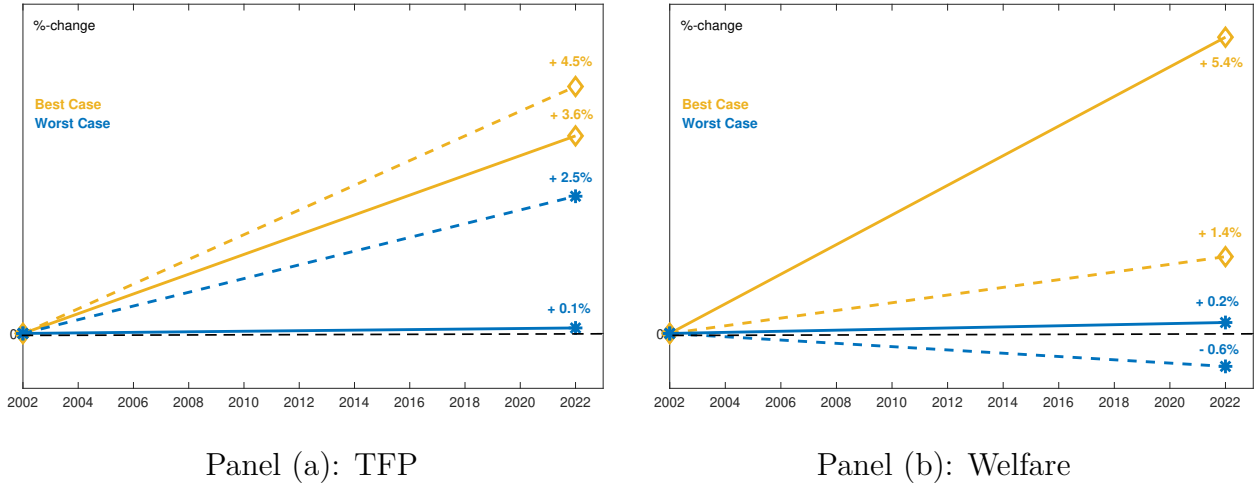 %-change
+ 4.5%
Best Case
Worst Case
+ 3.6%
+ 2.5%
+ 0.1%
0
2002 2004 2006 2008 2010 2012 2014 2016 2018 2020 2022
Panel (a): TFP
%-change
+ 5.4%
Best Case
Worst Case
+ 1.4%
+ 0.2%
0
- 0.6%
2002 2004 2006 2008 2010 2012 2014 2016 2018 2020 2022
Panel (b): Welfare